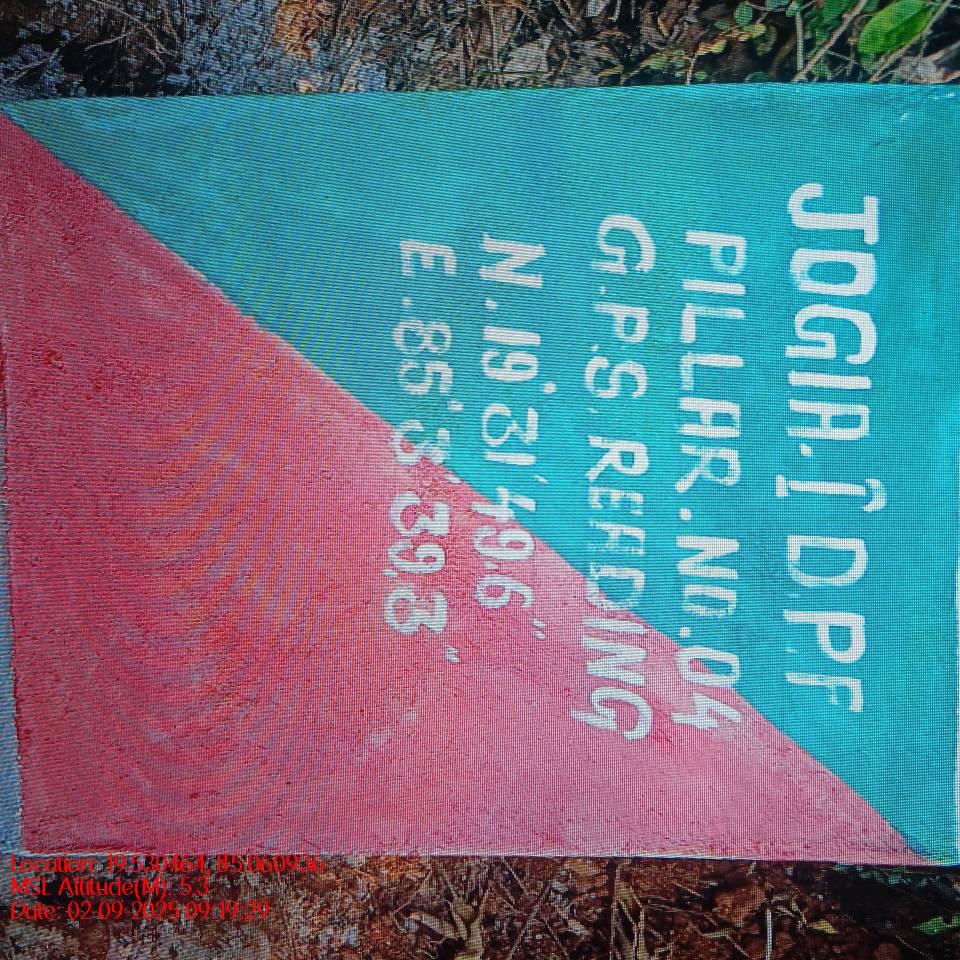 JOGIA. I D.P.F
PILLAR. NO. 04
G.P.S. READING
N. 19° 31' 49.6"
E. 85° 3' 39.3"
Location: 19.530464, 85.060936
MSL Altitude(M): 5.3
Date: 02-09-2025 09:19:29